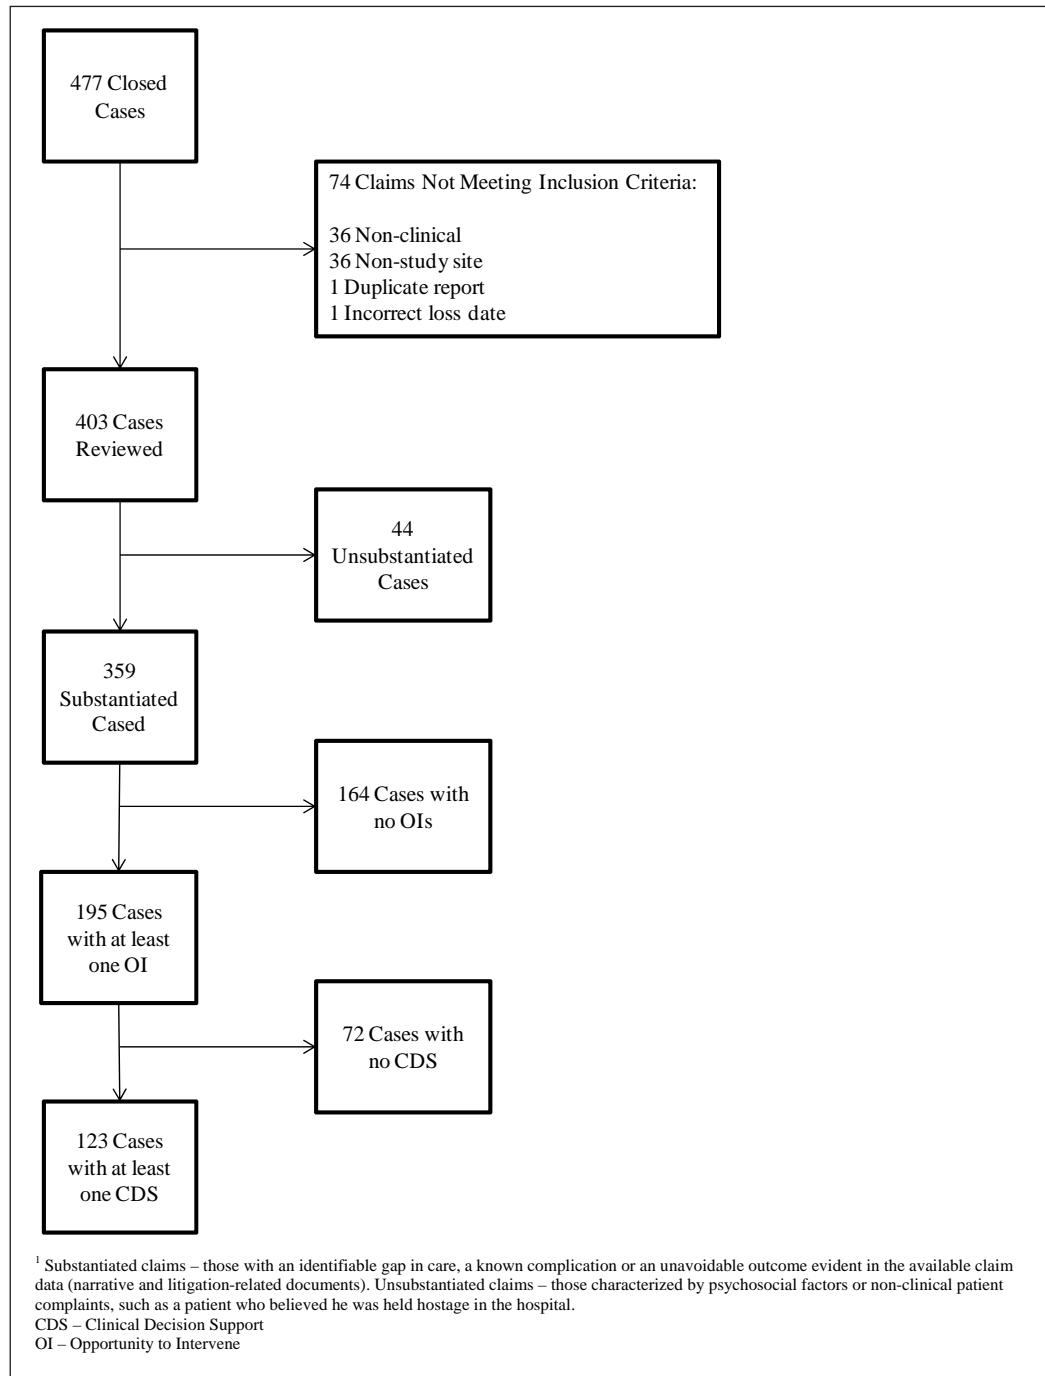 477 Closed
Cases
74 Claims Not Meeting Inclusion Criteria:
36 Non-clinical
36 Non-study site
1 Duplicate report
1 Incorrect loss date
403 Cases
Reviewed
44
Unsubstantiated
Cases
359
Substantiated
Cased
164 Cases with
no OIs
195 Cases
with at least
one OI
72 Cases with
no CDS
123 Cases
with at least
one CDS
1 Substantiated claims – those with an identifiable gap in care, a known complication or an unavoidable outcome evident in the available claim
data (narrative and litigation-related documents). Unsubstantiated claims – those characterized by psychosocial factors or non-clinical patient
complaints, such as a patient who believed he was held hostage in the hospital.
CDS – Clinical Decision Support
OI – Opportunity to Intervene